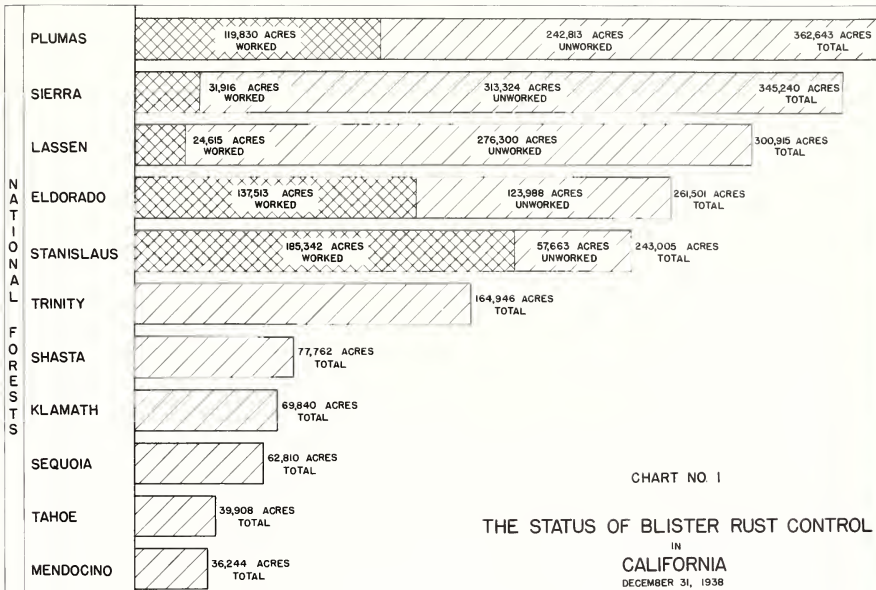 NATIONAL FORESTS
PLUMAS
119,830 ACRES
WORKED
242,813 ACRES
UNWORKED
362,643 ACRES
TOTAL
SIERRA
31,916 ACRES
WORKED
313,324 ACRES
UNWORKED
345,240 ACRES
TOTAL
LASSEN
24,615 ACRES
WORKED
276,300 ACRES
UNWORKED
300,915 ACRES
TOTAL
ELDORADO
137,513 ACRES
WORKED
123,988 ACRES
UNWORKED
261,501 ACRES
TOTAL
STANISLAUS
185,342 ACRES
WORKED
57,663 ACRES
UNWORKED
243,005 ACRES
TOTAL
TRINITY
164,946 ACRES
TOTAL
SHASTA
77,762 ACRES
TOTAL
KLAMATH
69,840 ACRES
TOTAL
SEQUOIA
62,810 ACRES
TOTAL
TAHOE
39,908 ACRES
TOTAL
MENDOCINO
36,244 ACRES
TOTAL
CHART NO. 1
THE STATUS OF BLISTER RUST CONTROL
IN
CALIFORNIA
DECEMBER 31, 1938